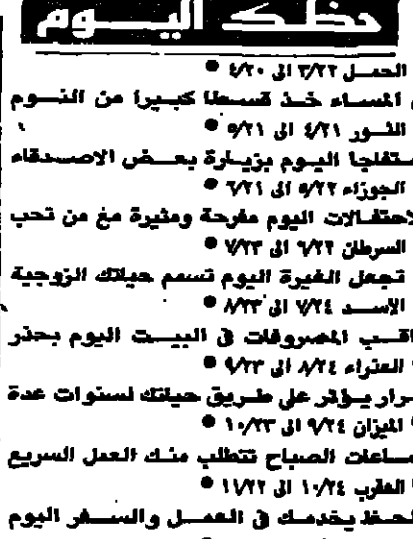 حظك اليوم
الحمل ٣/٢٢ الى ٤/٢٠ •
المساء خذ قسطا كبيرا من النوم
الثور ٤/٢١ الى ٥/٢١ •
ستفاجا اليوم بزيارة بعض الاصدقاء
الجوزاء ٥/٢٢ الى ٦/٢١ •
احتفالات اليوم مفرحة ومثيرة مع من تحب
السرطان ٦/٢٢ الى ٧/٢٣ •
تجعل الغيرة اليوم تسمم حياتك الزوجية
الاسد ٧/٢٤ الى ٨/٢٣ •
اقب المصروفات في البيت اليوم بحذر
العذراء ٨/٢٤ الى ٩/٢٣ •
رار يؤثر على طريق حياتك لسنوات عدة
الميزان ٩/٢٤ الى ١٠/٢٣ •
ساعات الصباح تتطلب منك العمل السريع
العقرب ١٠/٢٤ الى ١١/٢٢ •
لحظ يخدمك في العمل والسفر اليوم